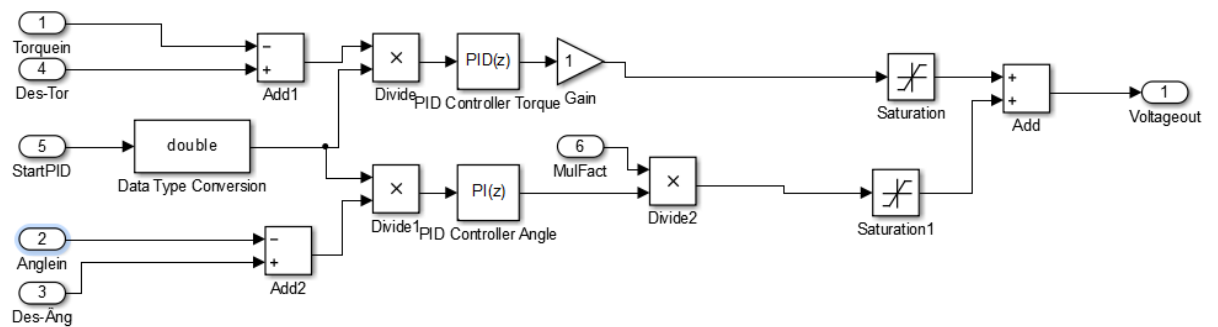 1
Torquein
4
Des-Tor
−
+
Add1
×
Divide
PID(z)
PID Controller Torque
1
Gain
Saturation
+
+
Add
1
Voltageout
5
StartPID
double
Data Type Conversion
×
Divide1
PI(z)
PID Controller Angle
6
MulFact
×
Divide2
Saturation1
2
Anglein
3
Des-Äng
−
+
Add2